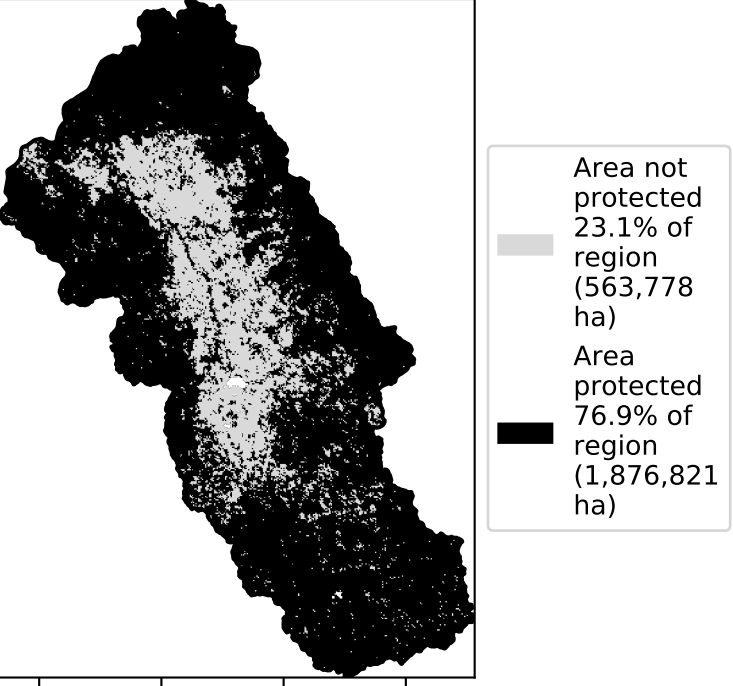 Area not
protected
23.1% of
region
(563,778
ha)
Area
protected
76.9% of
region
(1,876,821
ha)